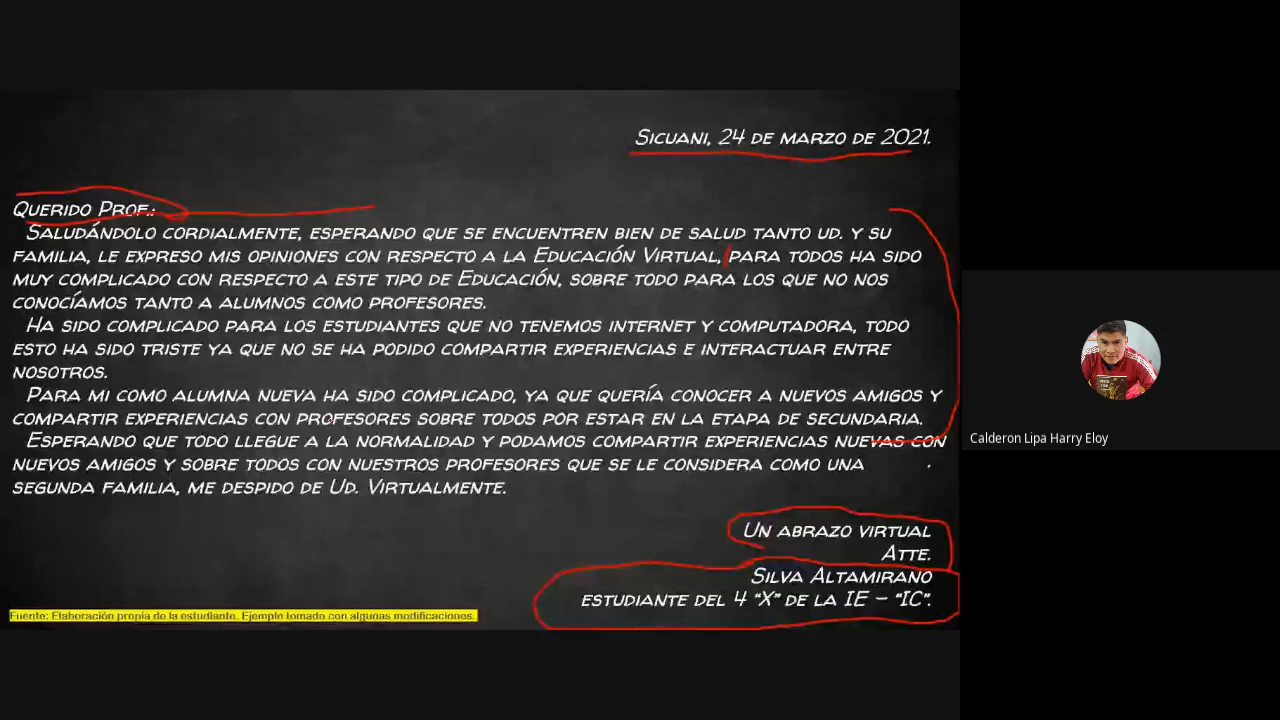 Sicuani, 24 de marzo de 2021.
Querido Prof.:
Saludándolo cordialmente, esperando que se encuentren bien de salud tanto ud. y su
familia, le expreso mis opiniones con respecto a la Educación Virtual, para todos ha sido
muy complicado con respecto a este tipo de Educación, sobre todo para los que no nos
conocíamos tanto a alumnos como profesores.
Ha sido complicado para los estudiantes que no tenemos internet y computadora, todo
esto ha sido triste ya que no se ha podido compartir experiencias e interactuar entre
nosotros.
Para mi como alumna nueva ha sido complicado, ya que quería conocer a nuevos amigos y
compartir experiencias con profesores sobre todos por estar en la etapa de secundaria.
Esperando que todo llegue a la normalidad y podamos compartir experiencias nuevas con
nuevos amigos y sobre todos con nuestros profesores que se le considera como una
segunda familia, me despido de Ud. Virtualmente.
Un abrazo virtual
Atte.
Silva Altamirano
estudiante del 4 "X" de la IE – "IC".
Fuente: Elaboración propia de la estudiante. Ejemplo tomado con algunas modificaciones.
Calderon Lipa Harry Eloy